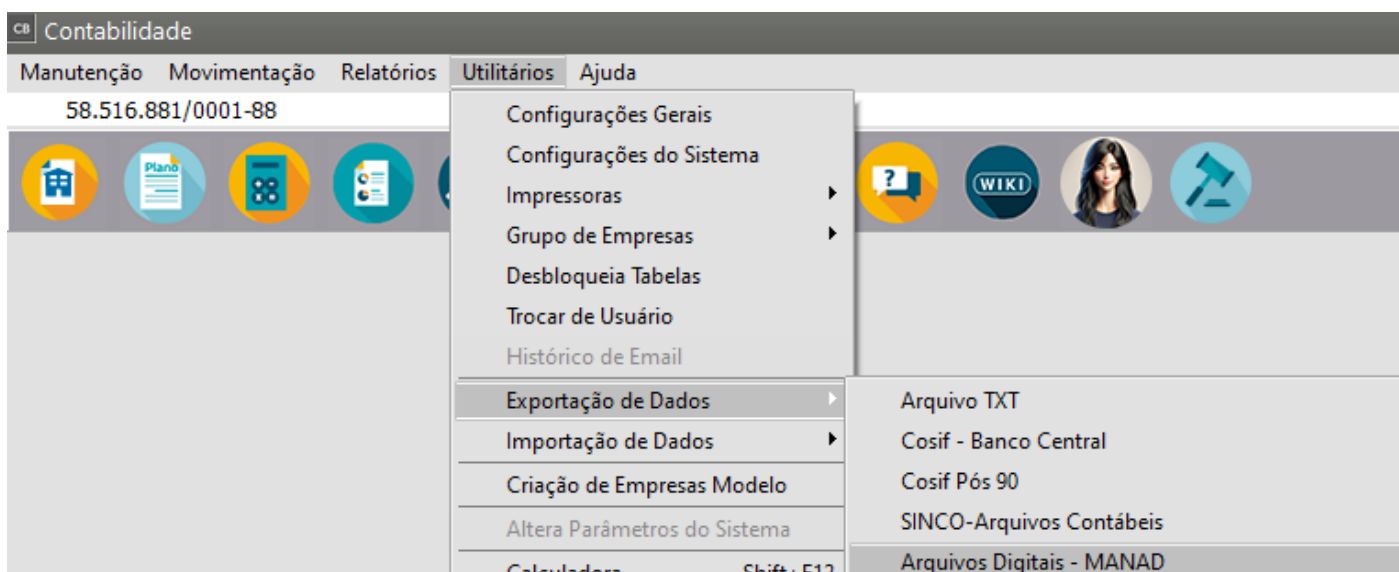 CB Contabilidade
Manutenção Movimentação Relatórios Utilitários Ajuda
58.516.881/0001-88
Plano
?
WIKI
Configurações Gerais
Configurações do Sistema
Impressoras
Grupo de Empresas
Desbloqueia Tabelas
Trocar de Usuário
Histórico de Email
Exportação de Dados
Importação de Dados
Criação de Empresas Modelo
Altera Parâmetros do Sistema
Calculadora Shift+F12
Arquivo TXT
Cosif - Banco Central
Cosif Pós 90
SINCO-Arquivos Contábeis
Arquivos Digitais - MANAD